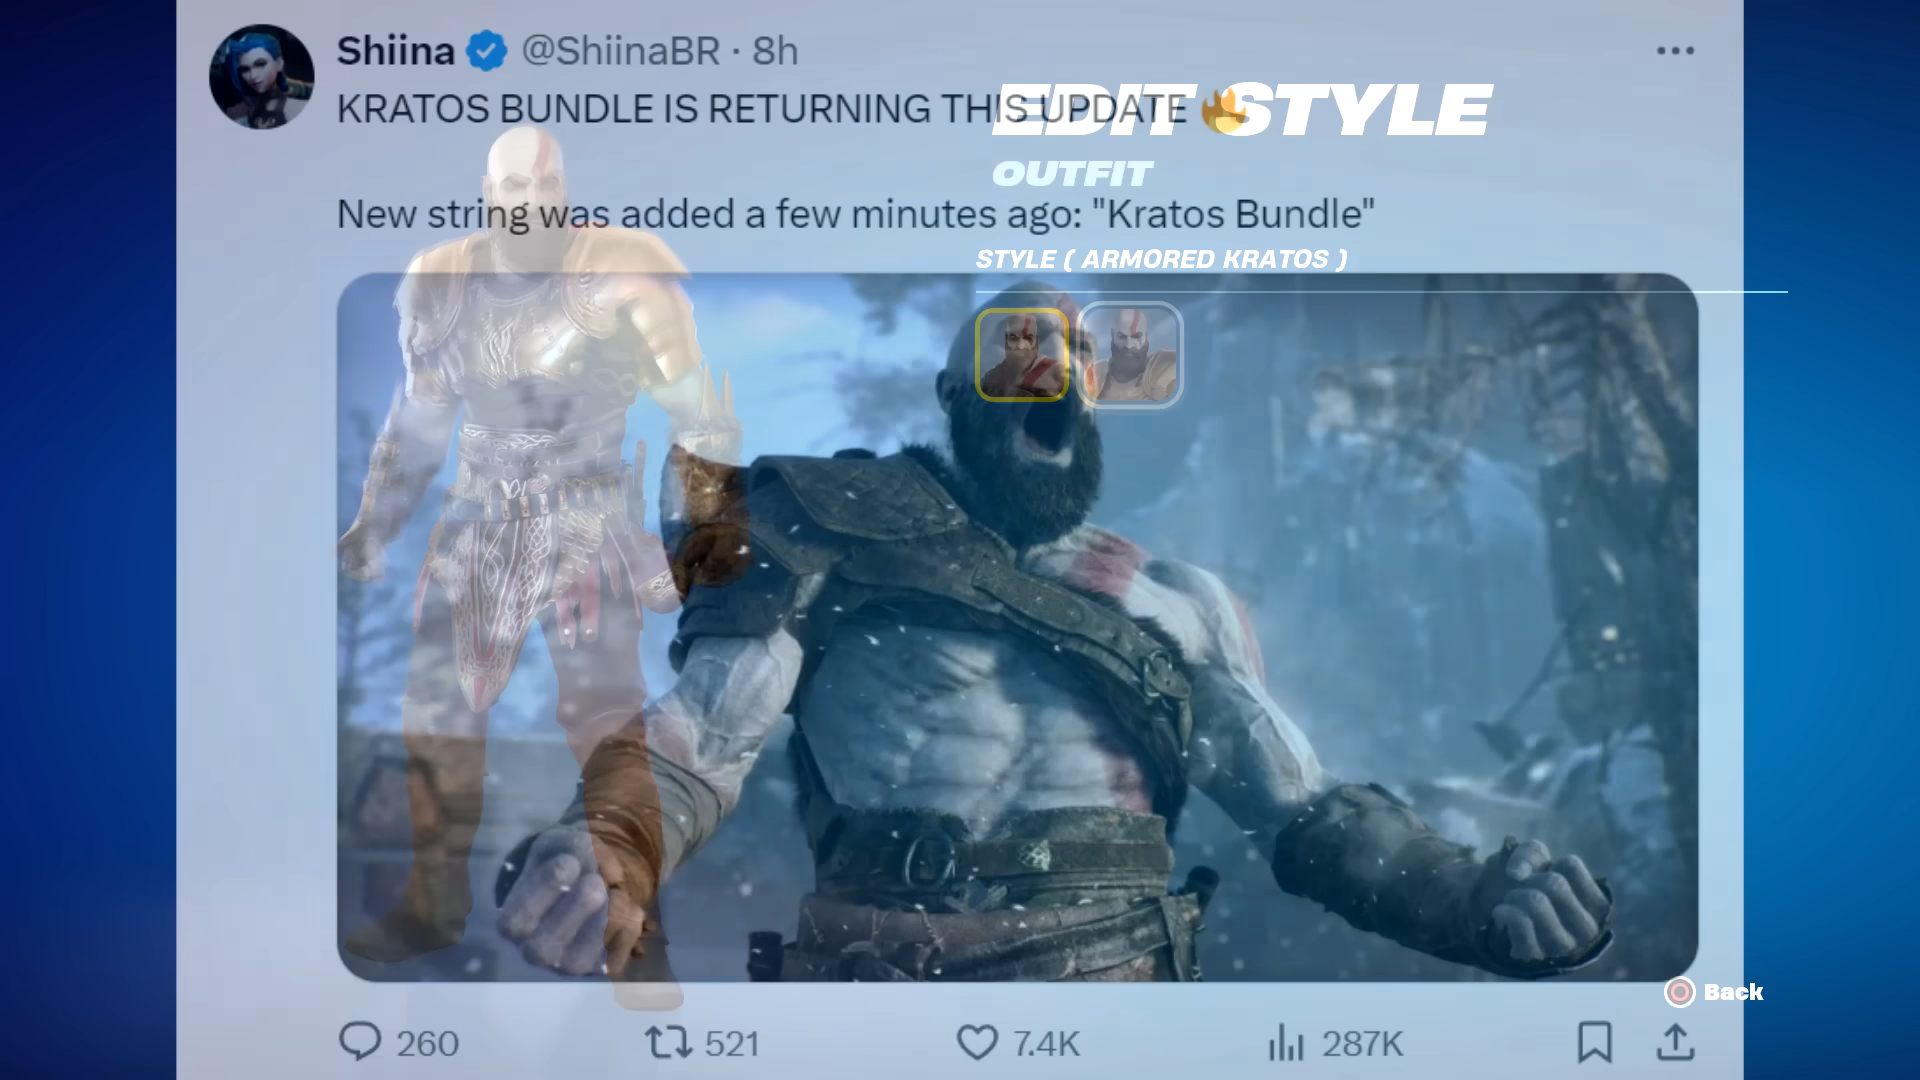 Shiina @ShiinaBR · 8h
KRATOS BUNDLE IS RETURNING THIS UPDATE 🔥
EDIT STYLE
OUTFIT
New string was added a few minutes ago: "Kratos Bundle"
STYLE ( ARMORED KRATOS )
Back
260 521 7.4K 287K